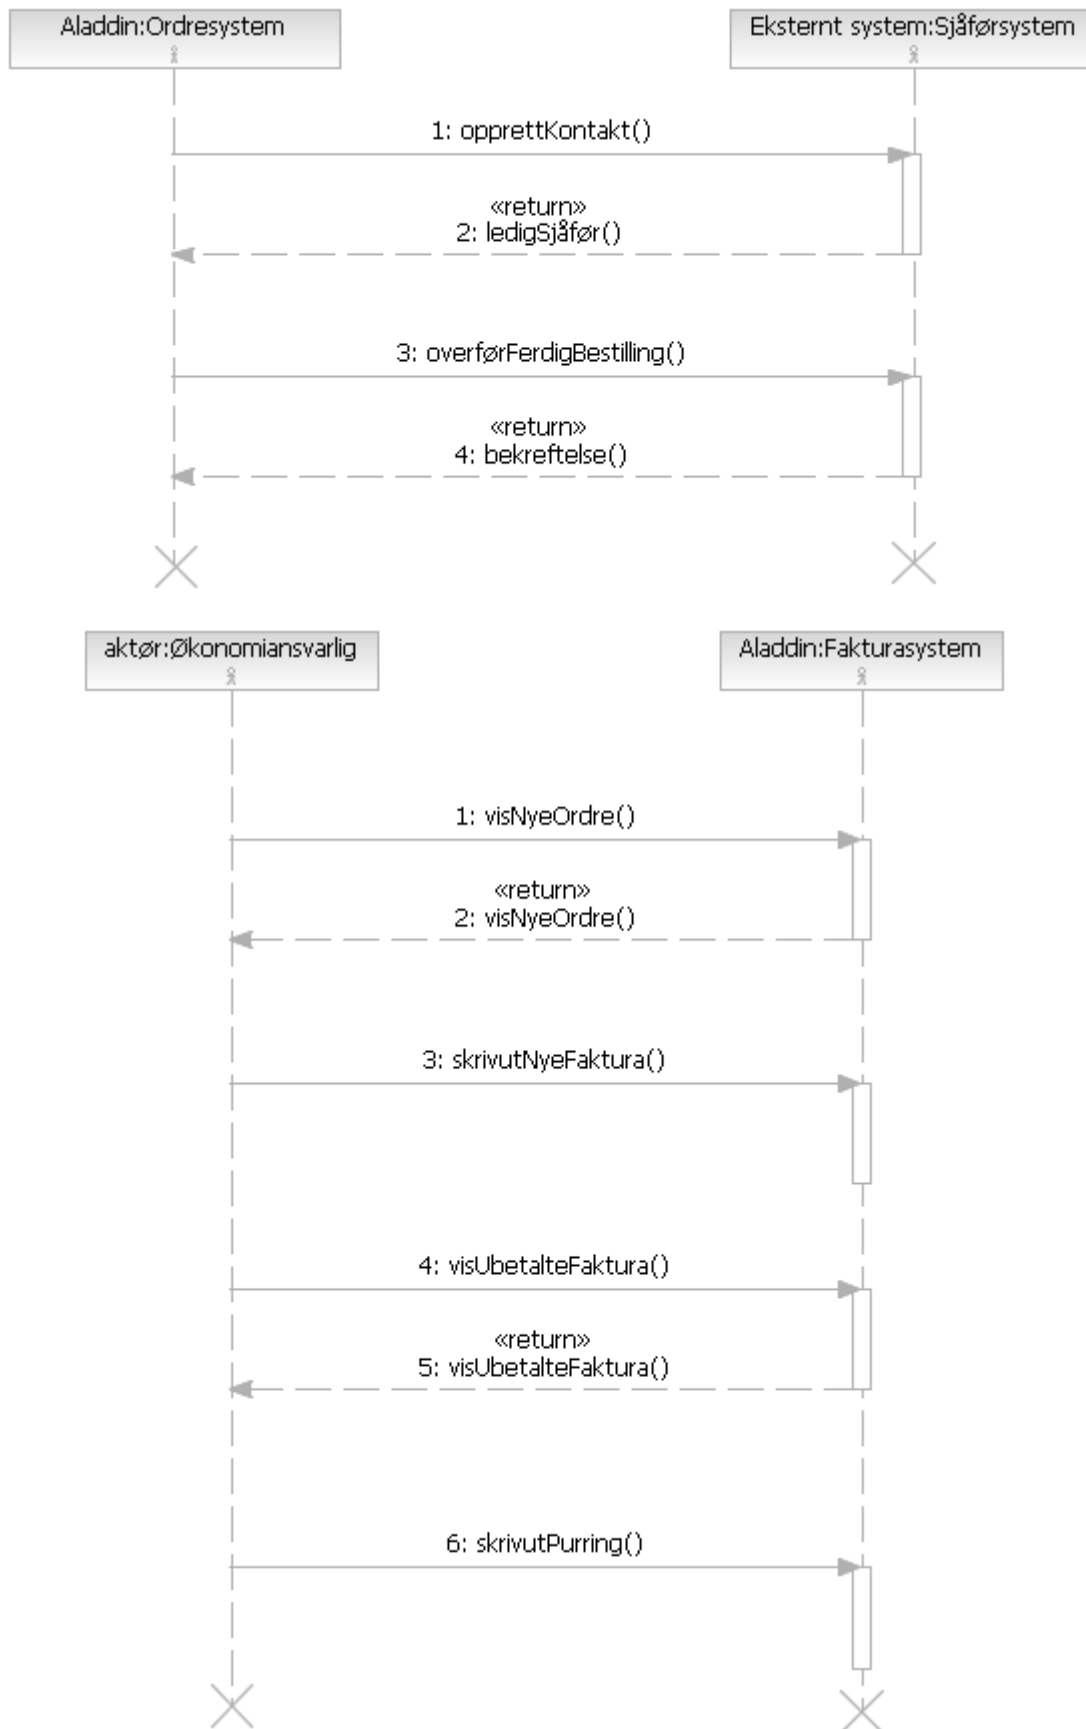 Aladdin:Ordresystem
Eksternt system:Sjåførsystem
1: opprettKontakt()
«return»
2: ledigSjåfør()
3: overførFerdigBestilling()
«return»
4: bekreftelse()
aktør:Økonomiansvarlig
Aladdin:Fakturasystem
1: visNyeOrdre()
«return»
2: visNyeOrdre()
3: skrivutNyeFaktura()
4: visUbetalteFaktura()
«return»
5: visUbetalteFaktura()
6: skrivutPurring()